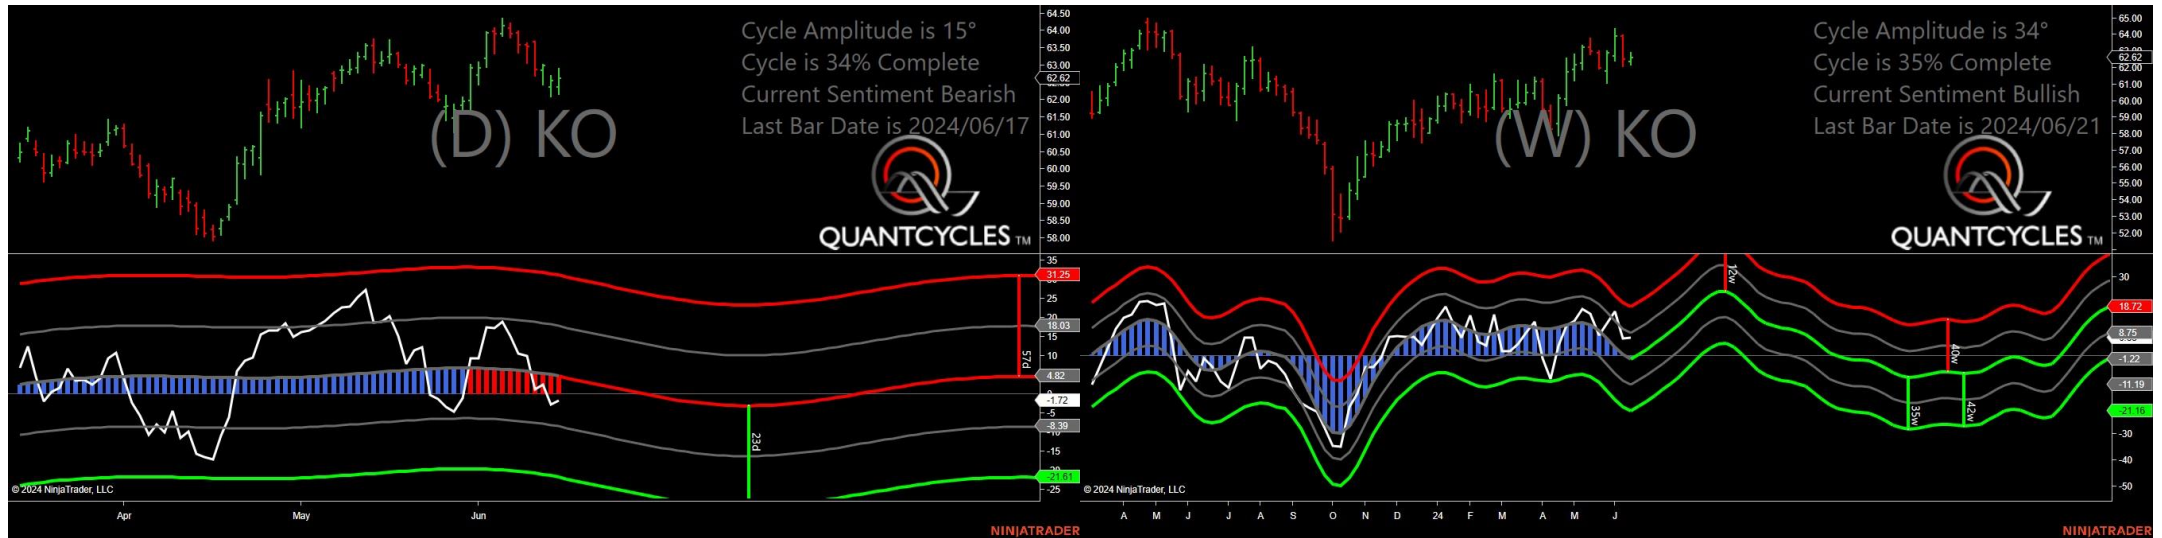 Cycle Amplitude is 15°
Cycle is 34% Complete
Current Sentiment Bearish
Last Bar Date is 2024/06/17
(D) KO
QUANTCYCLES TM
64.50
64.00
63.50
63.00
62.62
62.00
61.50
61.00
60.50
60.00
59.50
59.00
58.50
58.00
35
31.25
25
20
18.03
15
10
4.82
-1.72
-5
-8.39
-15
-21.61
-25
57d
23d
© 2024 NinjaTrader, LLC
Apr May Jun
NINJATRADER
Cycle Amplitude is 34°
Cycle is 35% Complete
Current Sentiment Bullish
Last Bar Date is 2024/06/21
(W) KO
QUANTCYCLES TM
65.00
64.00
62.62
62.00
61.00
60.00
59.00
58.00
57.00
56.00
55.00
54.00
53.00
52.00
30
18.72
8.75
-1.22
-11.19
-21.16
-30
-40
-50
12w
40w
35w
42w
© 2024 NinjaTrader, LLC
A M J J A S O N D 24 F M A M J
NINJATRADER